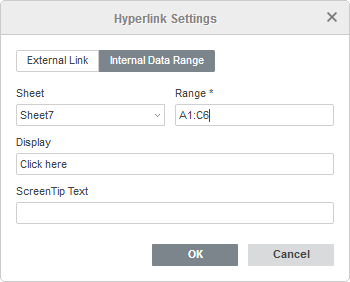 Hyperlink Settings
External Link Internal Data Range
Sheet Range *
Sheet7 A1:C6
Display
Click here
ScreenTip Text
OK Cancel